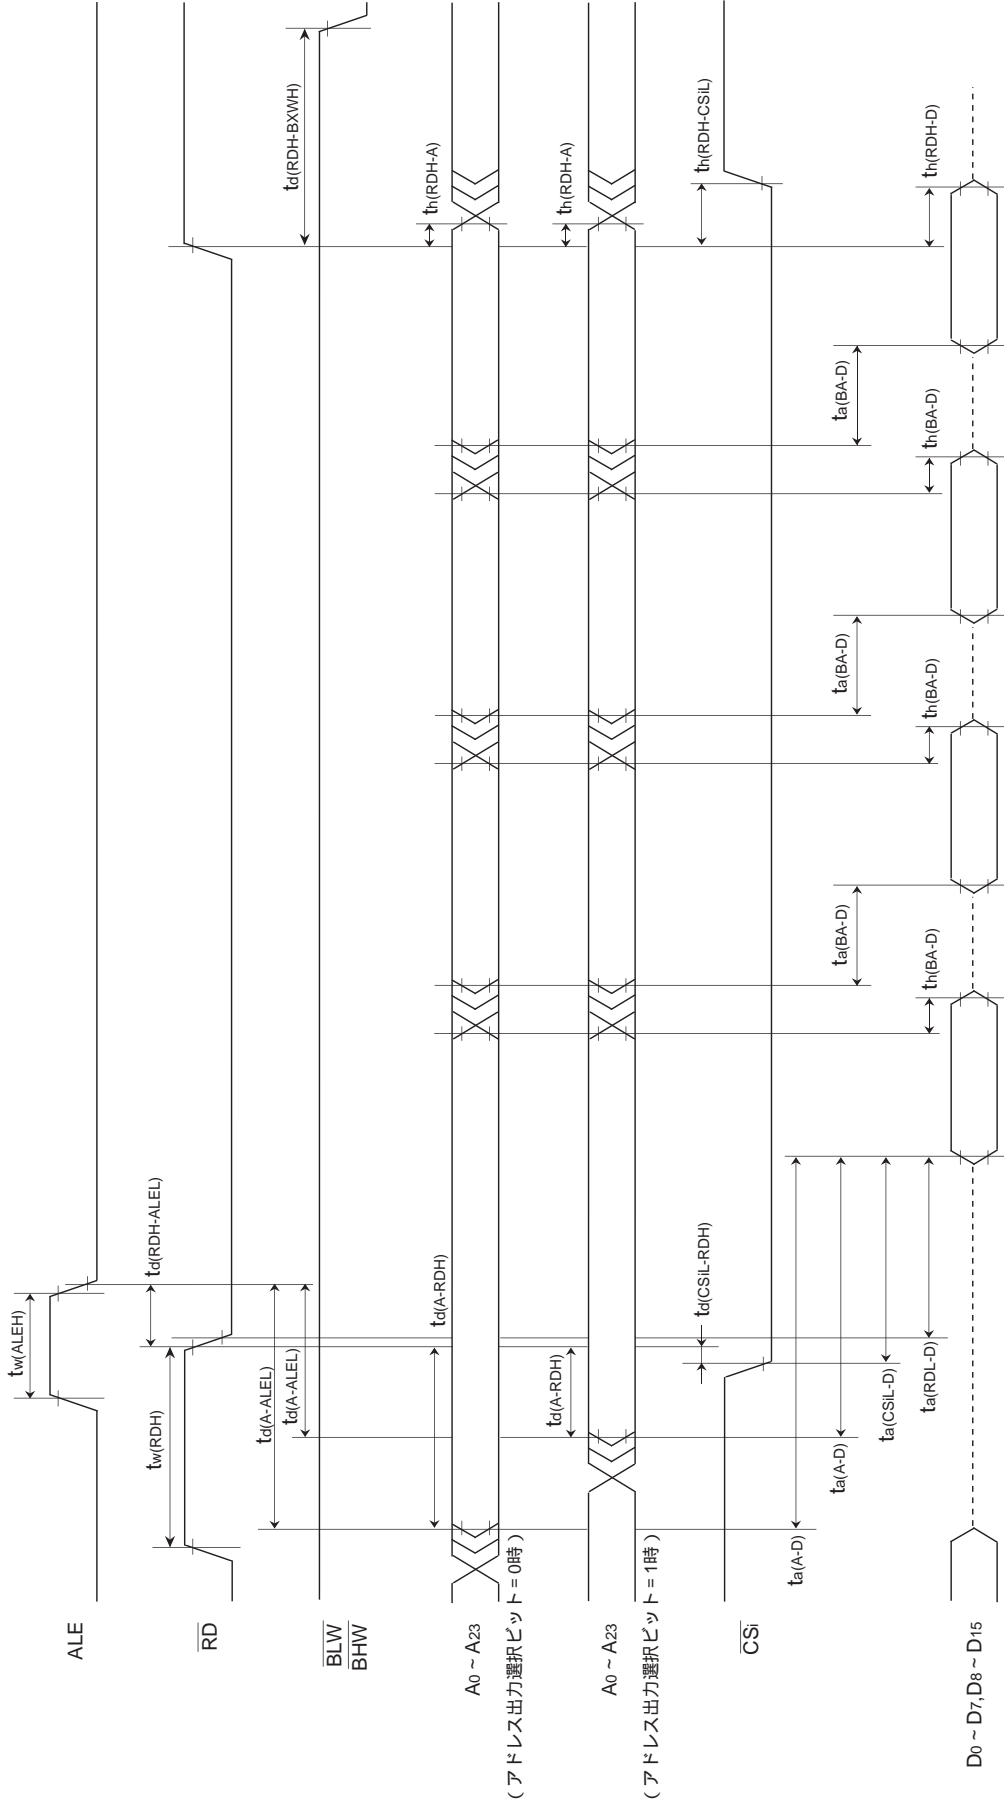 ALE
tw(ALEH)
td(RDH-ALEL)
RD
tw(RDH)
td(A-ALEL)
td(A-ALEL)
td(RDH-BXWH)
BLW
BHW
A0 ~ A23
(アドレス出力選択ビット = 0時)
td(A-RDH)
th(RDH-A)
A0 ~ A23
(アドレス出力選択ビット = 1時)
td(A-RDH)
th(RDH-A)
CSi
td(CSiL-RDH)
th(RDH-CSiL)
ta(A-D)
ta(A-D)
ta(CSiL-D)
ta(RDL-D)
ta(BA-D)
ta(BA-D)
ta(BA-D)
th(BA-D)
th(BA-D)
th(BA-D)
th(RDH-D)
D0 ~ D7,D8 ~ D15